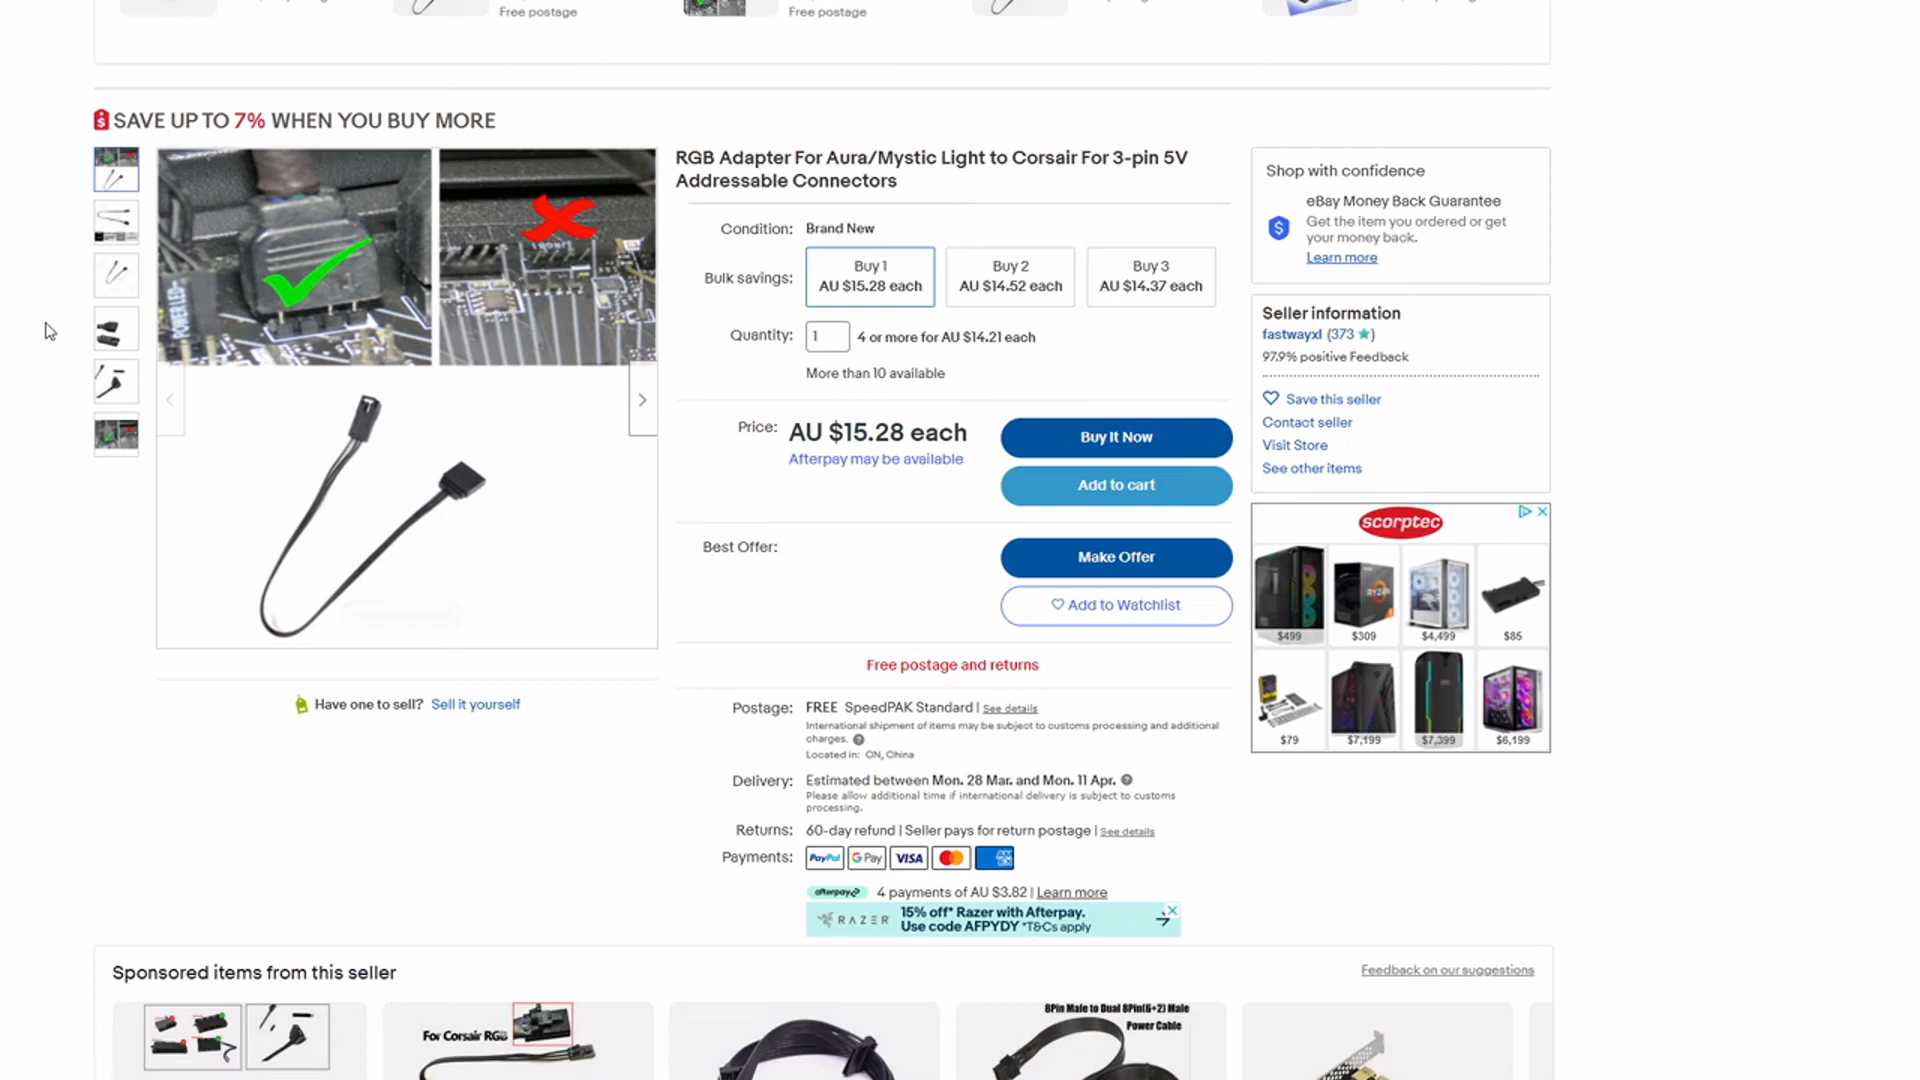 Free postage
Free postage
SAVE UP TO 7% WHEN YOU BUY MORE
POWER LED-
RGB Adapter For Aura/Mystic Light to Corsair For 3-pin 5V
Addressable Connectors
Condition: Brand New
Bulk savings:
Buy 1
AU $15.28 each
Buy 2
AU $14.52 each
Buy 3
AU $14.37 each
Quantity: 1 4 or more for AU $14.21 each
More than 10 available
Price: AU $15.28 each
Afterpay may be available
Buy It Now
Add to cart
Best Offer:
Make Offer
Add to Watchlist
Free postage and returns
Have one to sell? Sell it yourself
Postage: FREE SpeedPAK Standard | See details
International shipment of items may be subject to customs processing and additional
charges.
Located in: ON, China
Delivery: Estimated between Mon. 28 Mar. and Mon. 11 Apr.
Please allow additional time if international delivery is subject to customs
processing.
Returns: 60-day refund | Seller pays for return postage | See details
Payments: PayPal G Pay VISA
afterpay 4 payments of AU $3.82 | Learn more
RAZER 15% off* Razer with Afterpay.
Use code AFPYDY *T&Cs apply
Shop with confidence
eBay Money Back Guarantee
Get the item you ordered or get
your money back.
Learn more
Seller information
fastwayxl (373)
97.9% positive Feedback
Save this seller
Contact seller
Visit Store
See other items
scorptec
RYZEN
$499 $309 $4,499 $85
$79 $7,199 $7,399 $6,199
Sponsored items from this seller
Feedback on our suggestions
For Corsair RGB
8Pin Male to Dual 8Pin(6+2) Male
Power Cable